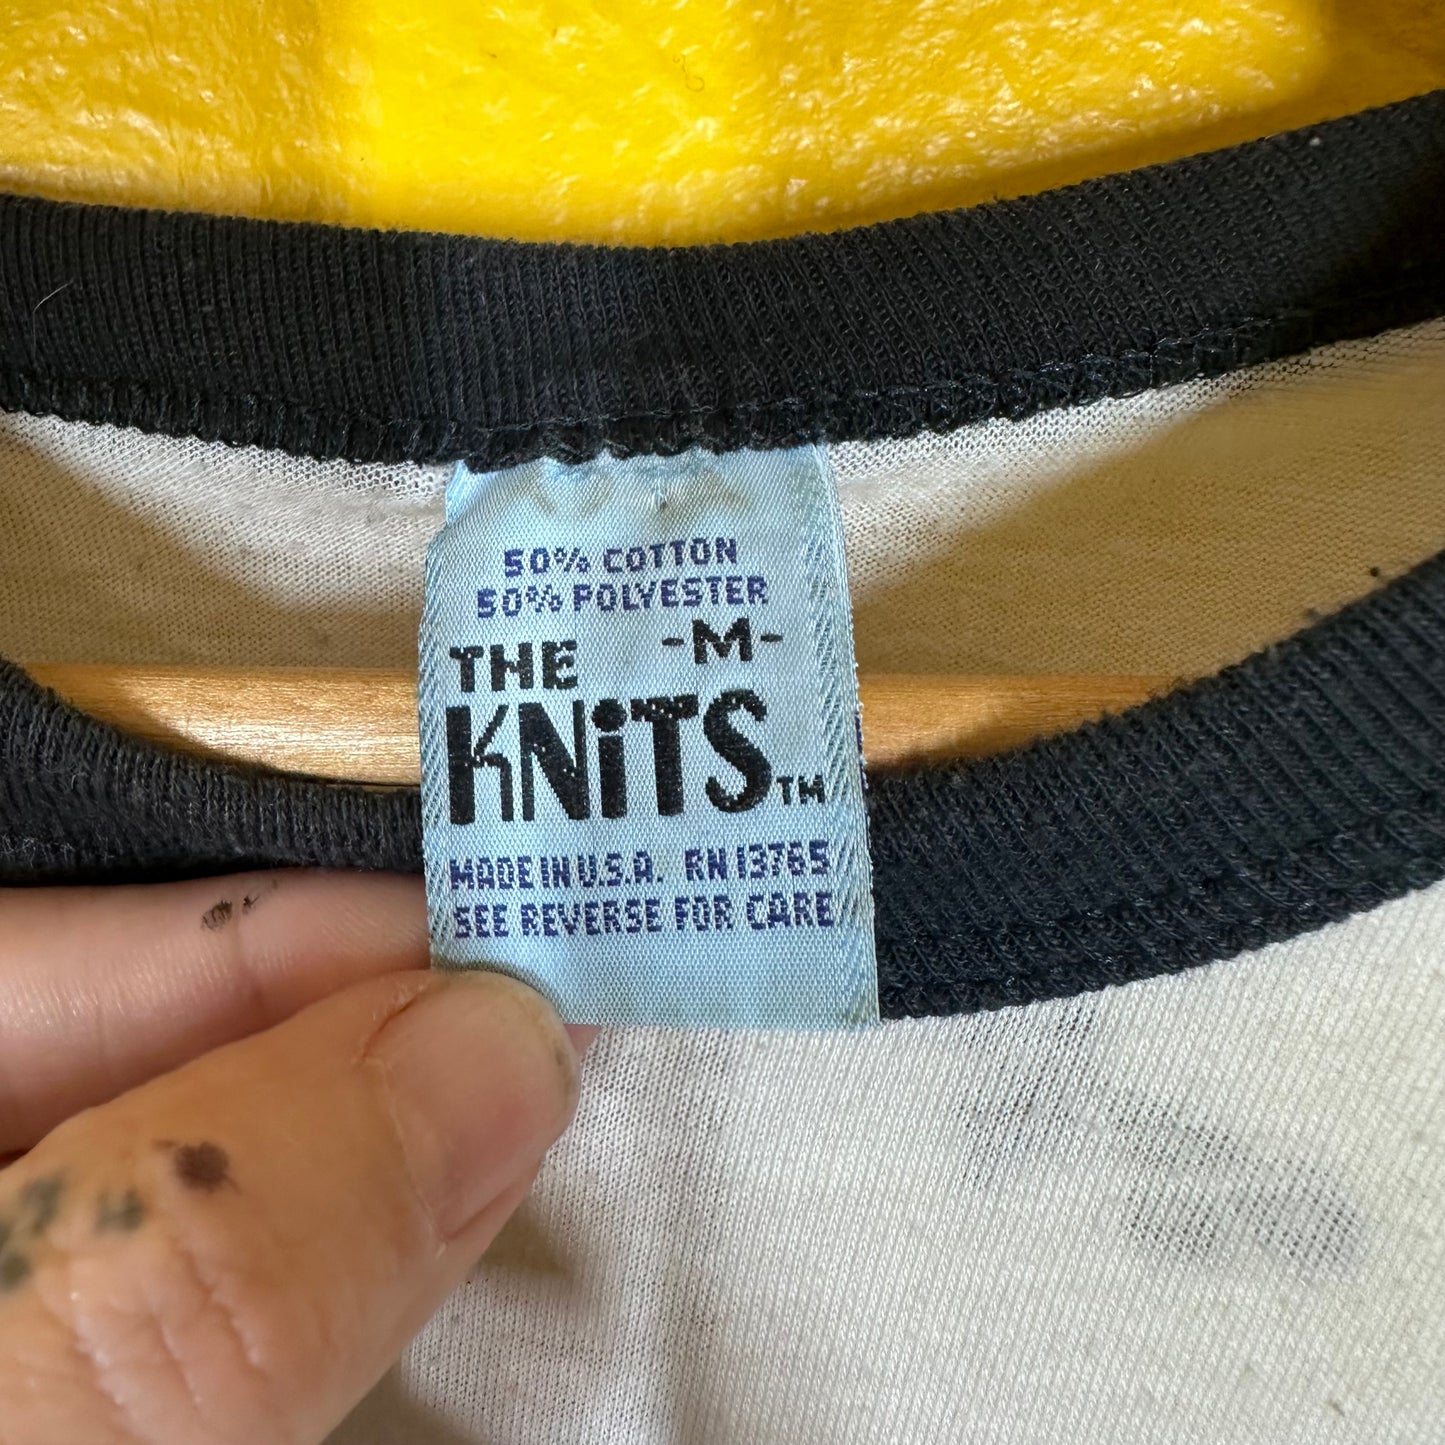 50% COTTON
50% POLYESTER
-M-
THE
KNiTS TM
MADE IN U.S.A. RN 13765
SEE REVERSE FOR CARE